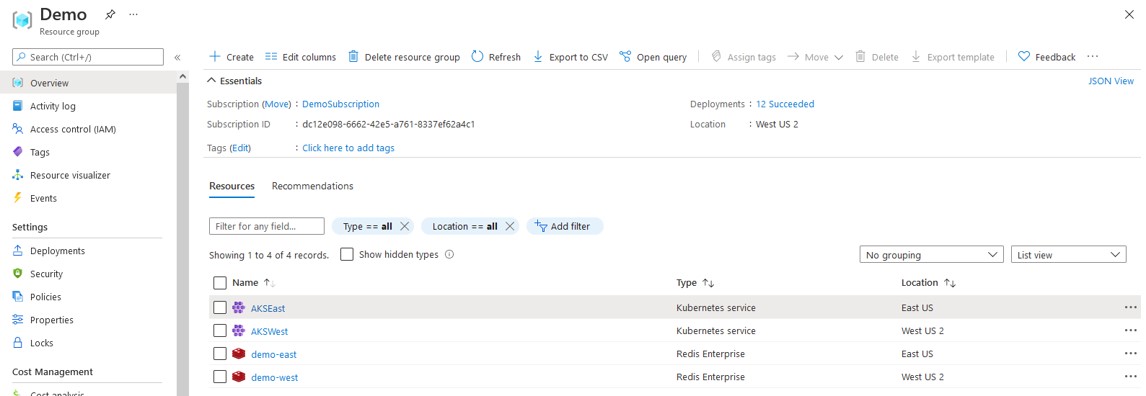 Demo
Resource group
Search (Ctrl+/)
Overview
Activity log
Access control (IAM)
Tags
Resource visualizer
Events
Settings
Deployments
Security
Policies
Properties
Locks
Cost Management
Cost analysis
Create Edit columns Delete resource group Refresh Export to CSV Open query Assign tags Move Delete Export template Feedback
Essentials JSON View
Subscription (Move) : DemoSubscription Deployments : 12 Succeeded
Subscription ID : dc12e098-6662-42e5-a761-8337ef62a4c1 Location : West US 2
Tags (Edit) : Click here to add tags
Resources Recommendations
Filter for any field... Type == all Location == all Add filter
Showing 1 to 4 of 4 records. Show hidden types No grouping List view
Name Type Location
AKSEast Kubernetes service East US
AKSWest Kubernetes service West US 2
demo-east Redis Enterprise East US
demo-west Redis Enterprise West US 2